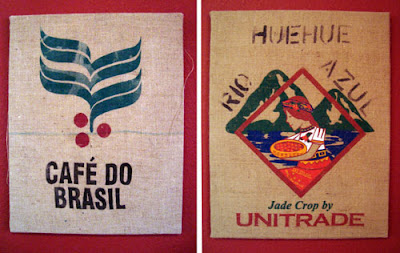 CAFÉ DO
BRASIL
HUEHUE
RIO AZUL
Jade Crop by
UNITRADE